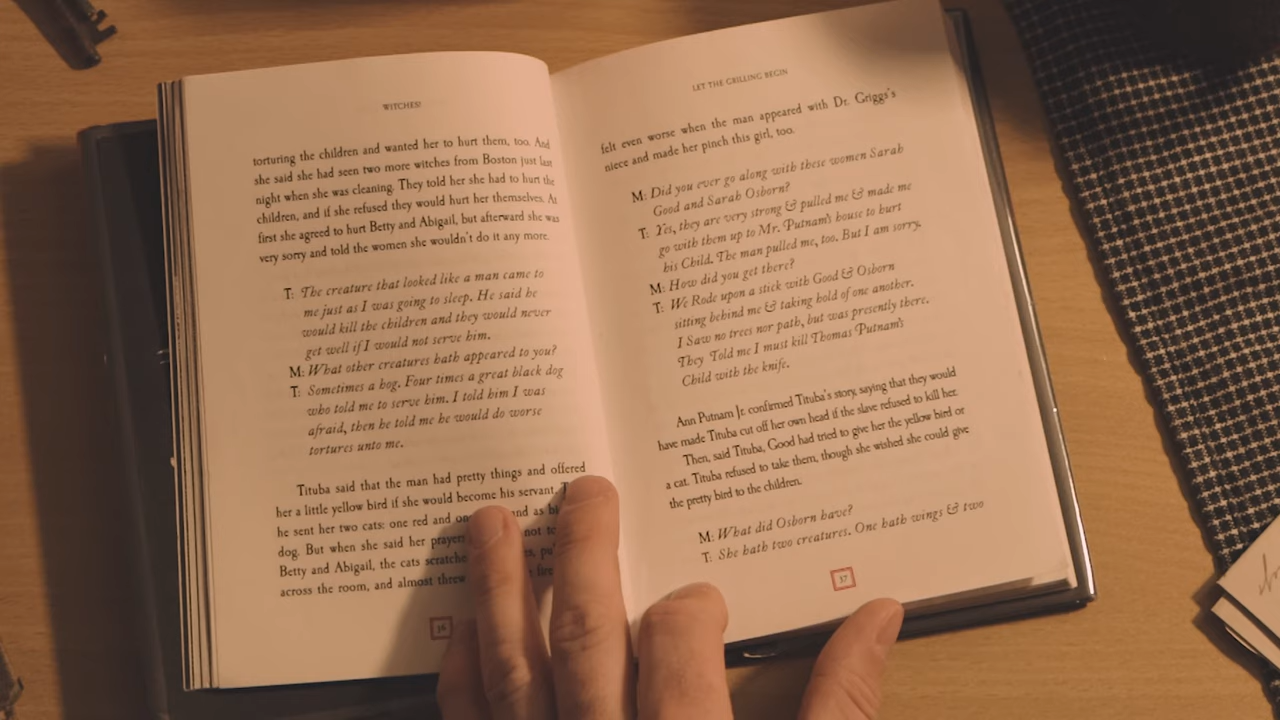 WITCHES!
torturing the children and wanted her to hurt them, too. And
she said she had seen two more witches from Boston just last
night when she was cleaning. They told her she had to hurt the
children, and if she refused they would hurt her themselves. At
first she agreed to hurt Betty and Abigail, but afterward she was
very sorry and told the women she wouldn't do it any more.
T: The creature that looked like a man came to
me just as I was going to sleep. He said he
would kill the children and they would never
get well if I would not serve him.
M: What other creatures hath appeared to you?
T: Sometimes a hog. Four times a great black dog
who told me to serve him. I told him I was
afraid, then he told me he would do worse
tortures unto me.
Tituba said that the man had pretty things and offered
her a little yellow bird if she would become his servant.
he sent her two cats: one red and and as
dog. But when she said her not
Betty and Abigail, the cats
across the room, and almost threw
36
LET THE GRILLING BEGIN
felt even worse when the man appeared with Dr. Griggs's
niece and made her pinch this girl, too.
M: Did you ever go along with these women Sarah
Good and Sarah Osborn?
T: Yes, they are very strong & pulled me & made me
go with them up to Mr. Putnam's house to hurt
his Child. The man pulled me, too. But I am sorry.
M: How did you get there?
T: We Rode upon a stick with Good & Osborn
sitting behind me & taking hold of one another.
I Saw no trees nor path, but was presently there.
They Told me I must kill Thomas Putnam's
Child with the knife.
Ann Putnam Jr. confirmed Tituba's story, saying that they would
have made Tituba cut off her own head if the slave refused to kill her.
Then, said Tituba, Good had tried to give her the yellow bird or
a cat. Tituba refused to take them, though she wished she could give
the pretty bird to the children.
M: What did Osborn have?
T: She hath two creatures. One hath wings & two
37